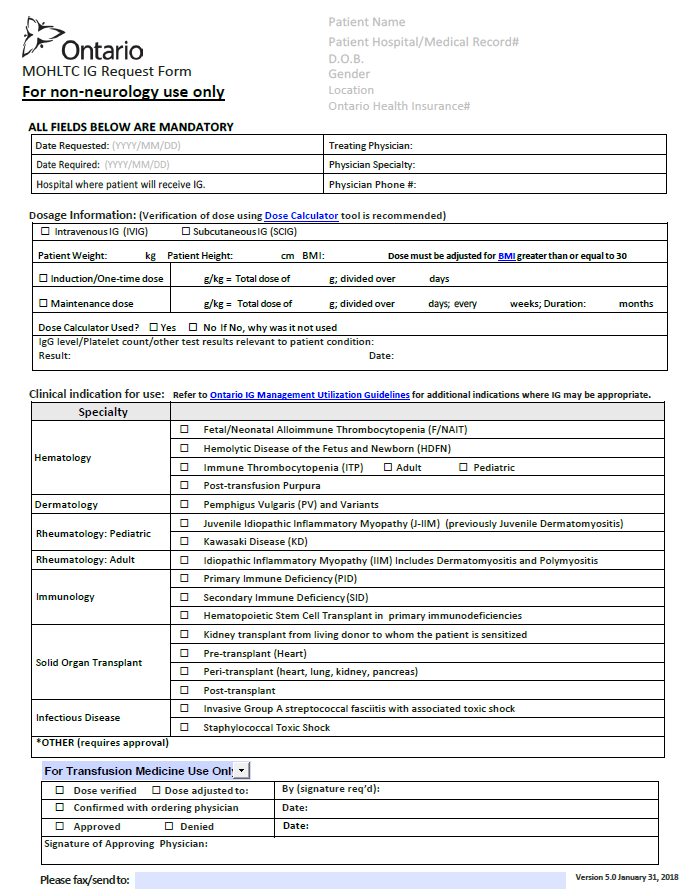 Ontario
MOHLTC IG Request Form
For non-neurology use only
Patient Name
Patient Hospital/Medical Record#
D.O.B.
Gender
Location
Ontario Health Insurance#
ALL FIELDS BELOW ARE MANDATORY
Date Requested: (YYYY/MM/DD) Treating Physician:
Date Required: (YYYY/MM/DD) Physician Specialty:
Hospital where patient will receive IG. Physician Phone #:
Dosage Information: (Verification of dose using Dose Calculator tool is recommended)
☐ Intravenous IG (IVIG) ☐ Subcutaneous IG (SCIG)
Patient Weight: kg Patient Height: cm BMI: Dose must be adjusted for BMI greater than or equal to 30
☐ Induction/One-time dose g/kg = Total dose of g; divided over days
☐ Maintenance dose g/kg = Total dose of g; divided over days; every weeks; Duration: months
Dose Calculator Used? ☐ Yes ☐ No If No, why was it not used
IgG level/Platelet count/other test results relevant to patient condition:
Result: Date:
Clinical indication for use: Refer to Ontario IG Management Utilization Guidelines for additional indications where IG may be appropriate.
Specialty
Hematology
☐ Fetal/Neonatal Alloimmune Thrombocytopenia (F/NAIT)
☐ Hemolytic Disease of the Fetus and Newborn (HDFN)
☐ Immune Thrombocytopenia (ITP) ☐ Adult ☐ Pediatric
☐ Post-transfusion Purpura
Dermatology ☐ Pemphigus Vulgaris (PV) and Variants
Rheumatology: Pediatric
☐ Juvenile Idiopathic Inflammatory Myopathy (J-IIM) (previously Juvenile Dermatomyositis)
☐ Kawasaki Disease (KD)
Rheumatology: Adult ☐ Idiopathic Inflammatory Myopathy (IIM) Includes Dermatomyositis and Polymyositis
Immunology
☐ Primary Immune Deficiency (PID)
☐ Secondary Immune Deficiency (SID)
☐ Hematopoietic Stem Cell Transplant in primary immunodeficiencies
Solid Organ Transplant
☐ Kidney transplant from living donor to whom the patient is sensitized
☐ Pre-transplant (Heart)
☐ Peri-transplant (heart, lung, kidney, pancreas)
☐ Post-transplant
Infectious Disease
☐ Invasive Group A streptococcal fasciitis with associated toxic shock
☐ Staphylococcal Toxic Shock
*OTHER (requires approval)
For Transfusion Medicine Use Only
☐ Dose verified ☐ Dose adjusted to: By (signature req'd):
☐ Confirmed with ordering physician Date:
☐ Approved ☐ Denied Date:
Signature of Approving Physician:
Please fax/send to:
Version 5.0 January 31, 2018